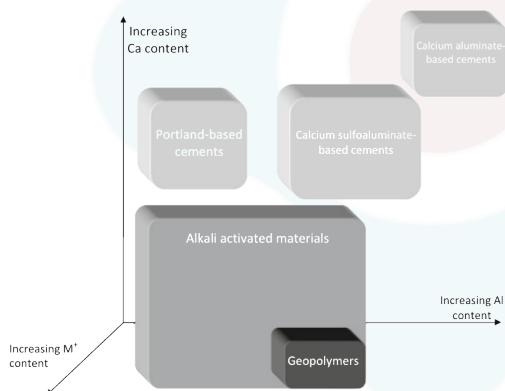 Increasing
Ca content
Calcium aluminate-
based cements
Portland-based
cements
Calcium sulfoaluminate-
based cements
Alkali activated materials
Increasing Al
content
Increasing M⁺
content
Geopolymers